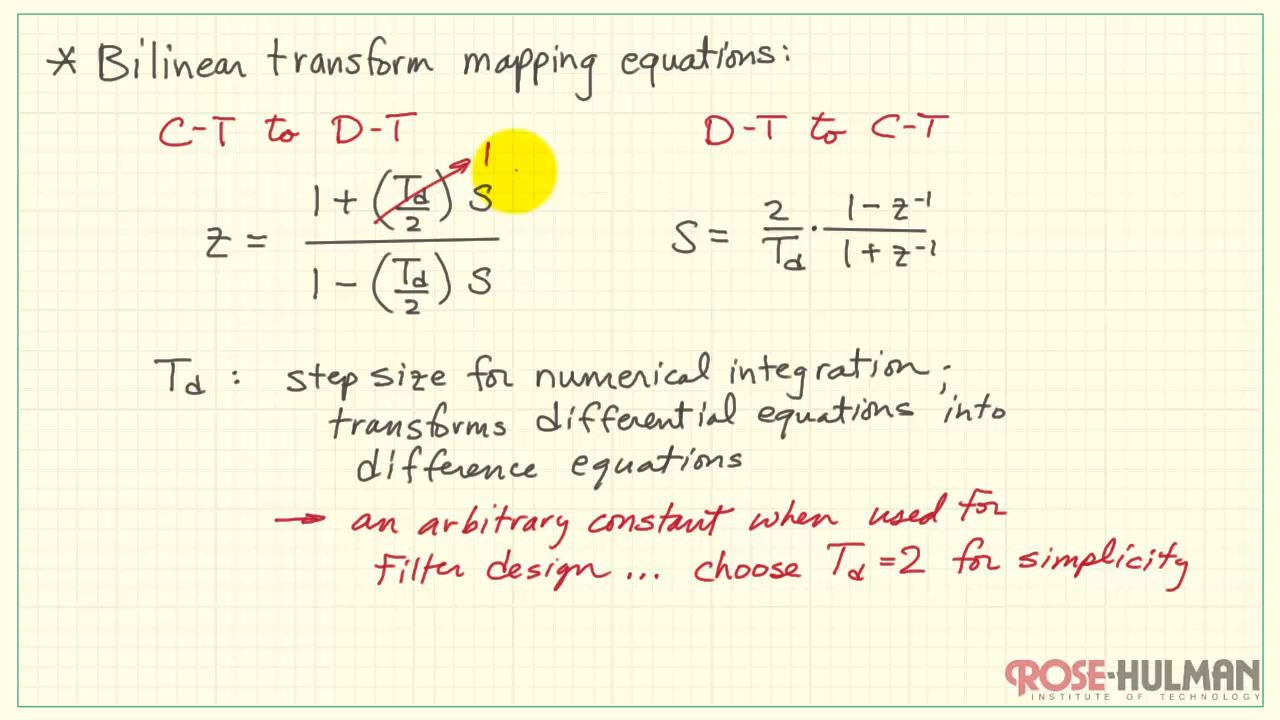 * Bilinear transform mapping equations:
C-T to D-T
D-T to C-T
z = (1 + (Td/2) S) / (1 - (Td/2) S)
1
S = 2/Td · (1 - z⁻¹)/(1 + z⁻¹)
Td : step size for numerical integration;
transforms differential equations into
difference equations
→ an arbitrary constant when used for
filter design ... choose Td = 2 for simplicity
ROSE-HULMAN
INSTITUTE OF TECHNOLOGY